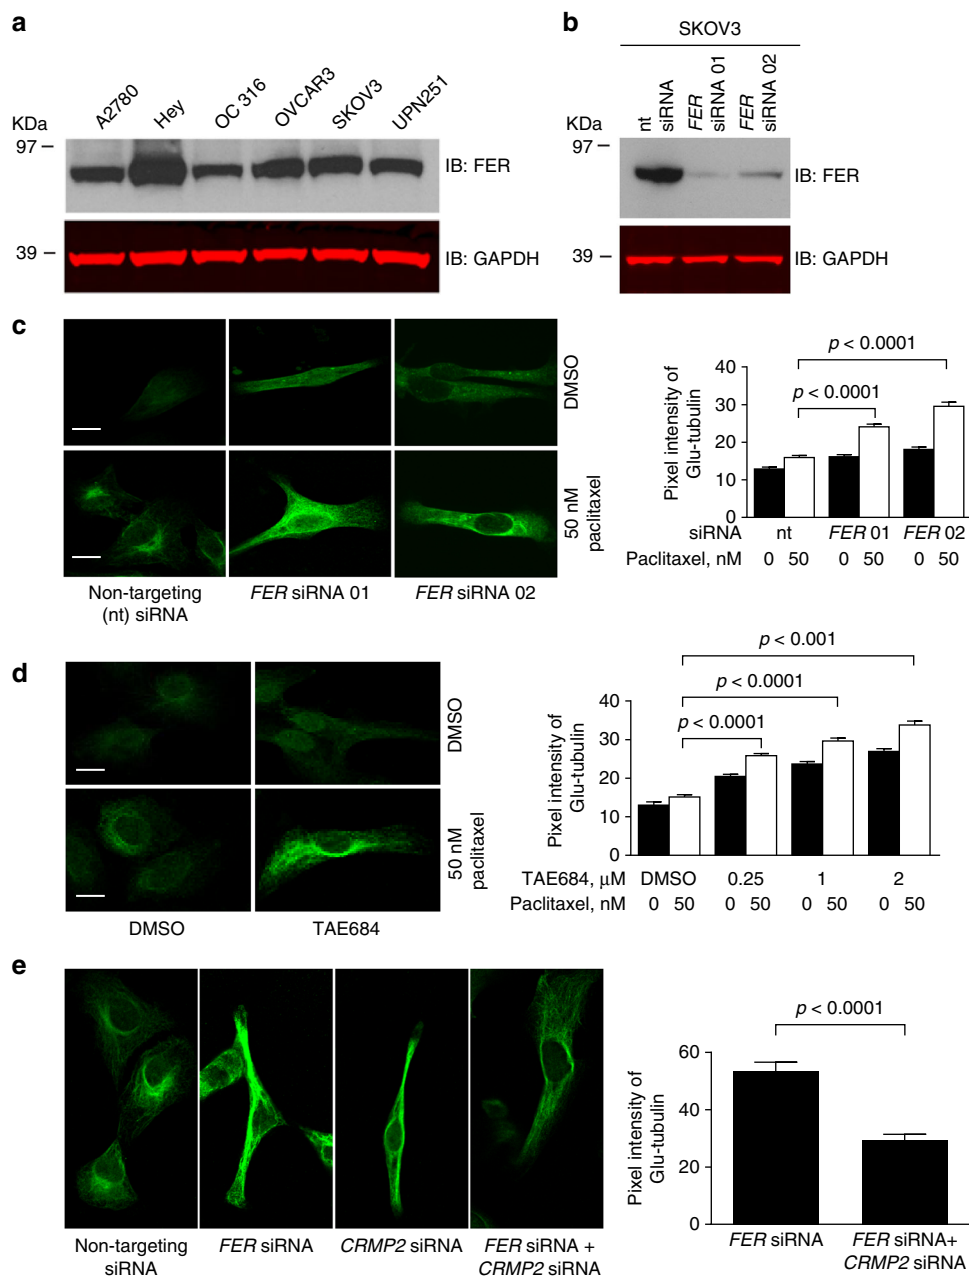 a
A2780
Hey
OC 316
OVCAR3
SKOV3
UPN251
KDa
97
IB: FER
39
IB: GAPDH
b
SKOV3
nt
siRNA
FER
siRNA 01
FER
siRNA 02
KDa
97
IB: FER
39
IB: GAPDH
c
DMSO
50 nM
paclitaxel
Non-targeting
(nt) siRNA
FER siRNA 01
FER siRNA 02
p < 0.0001
p < 0.0001
Pixel intensity of
Glu-tubulin
40
30
20
10
0
siRNA nt FER 01 FER 02
Paclitaxel, nM 0 50 0 50 0 50
d
DMSO
50 nM
paclitaxel
DMSO
TAE684
p < 0.001
p < 0.0001
p < 0.0001
Pixel intensity of
Glu-tubulin
40
30
20
10
0
TAE684, μM DMSO 0.25 1 2
Paclitaxel, nM 0 50 0 50 0 50 0 50
e
Non-targeting
siRNA
FER siRNA
CRMP2 siRNA
FER siRNA +
CRMP2 siRNA
p < 0.0001
Pixel intensity of
Glu-tubulin
60
40
20
0
FER siRNA
FER siRNA+
CRMP2 siRNA